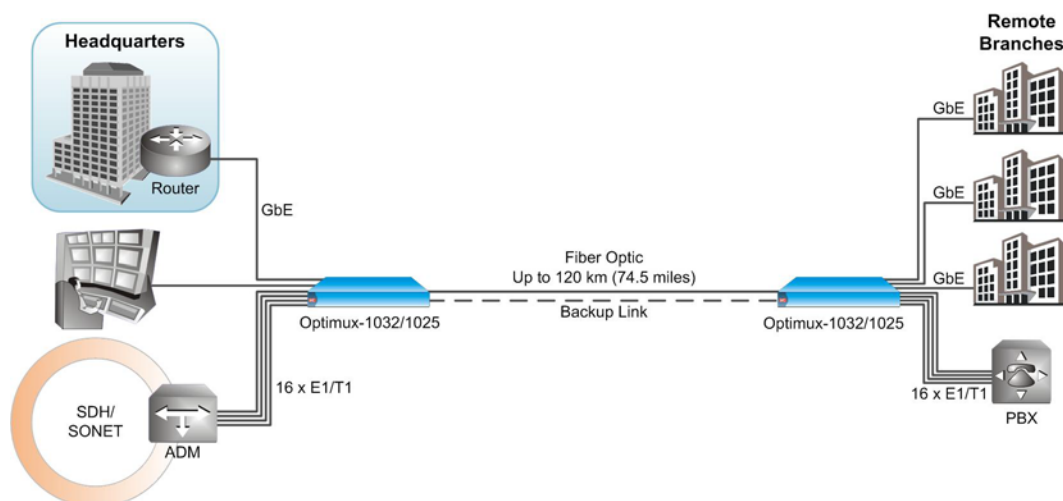 Headquarters
Router
GbE
SDH/
SONET
ADM
16 x E1/T1
Optimux-1032/1025
Fiber Optic
Up to 120 km (74.5 miles)
Backup Link
Optimux-1032/1025
Remote
Branches
GbE
GbE
GbE
16 x E1/T1
PBX